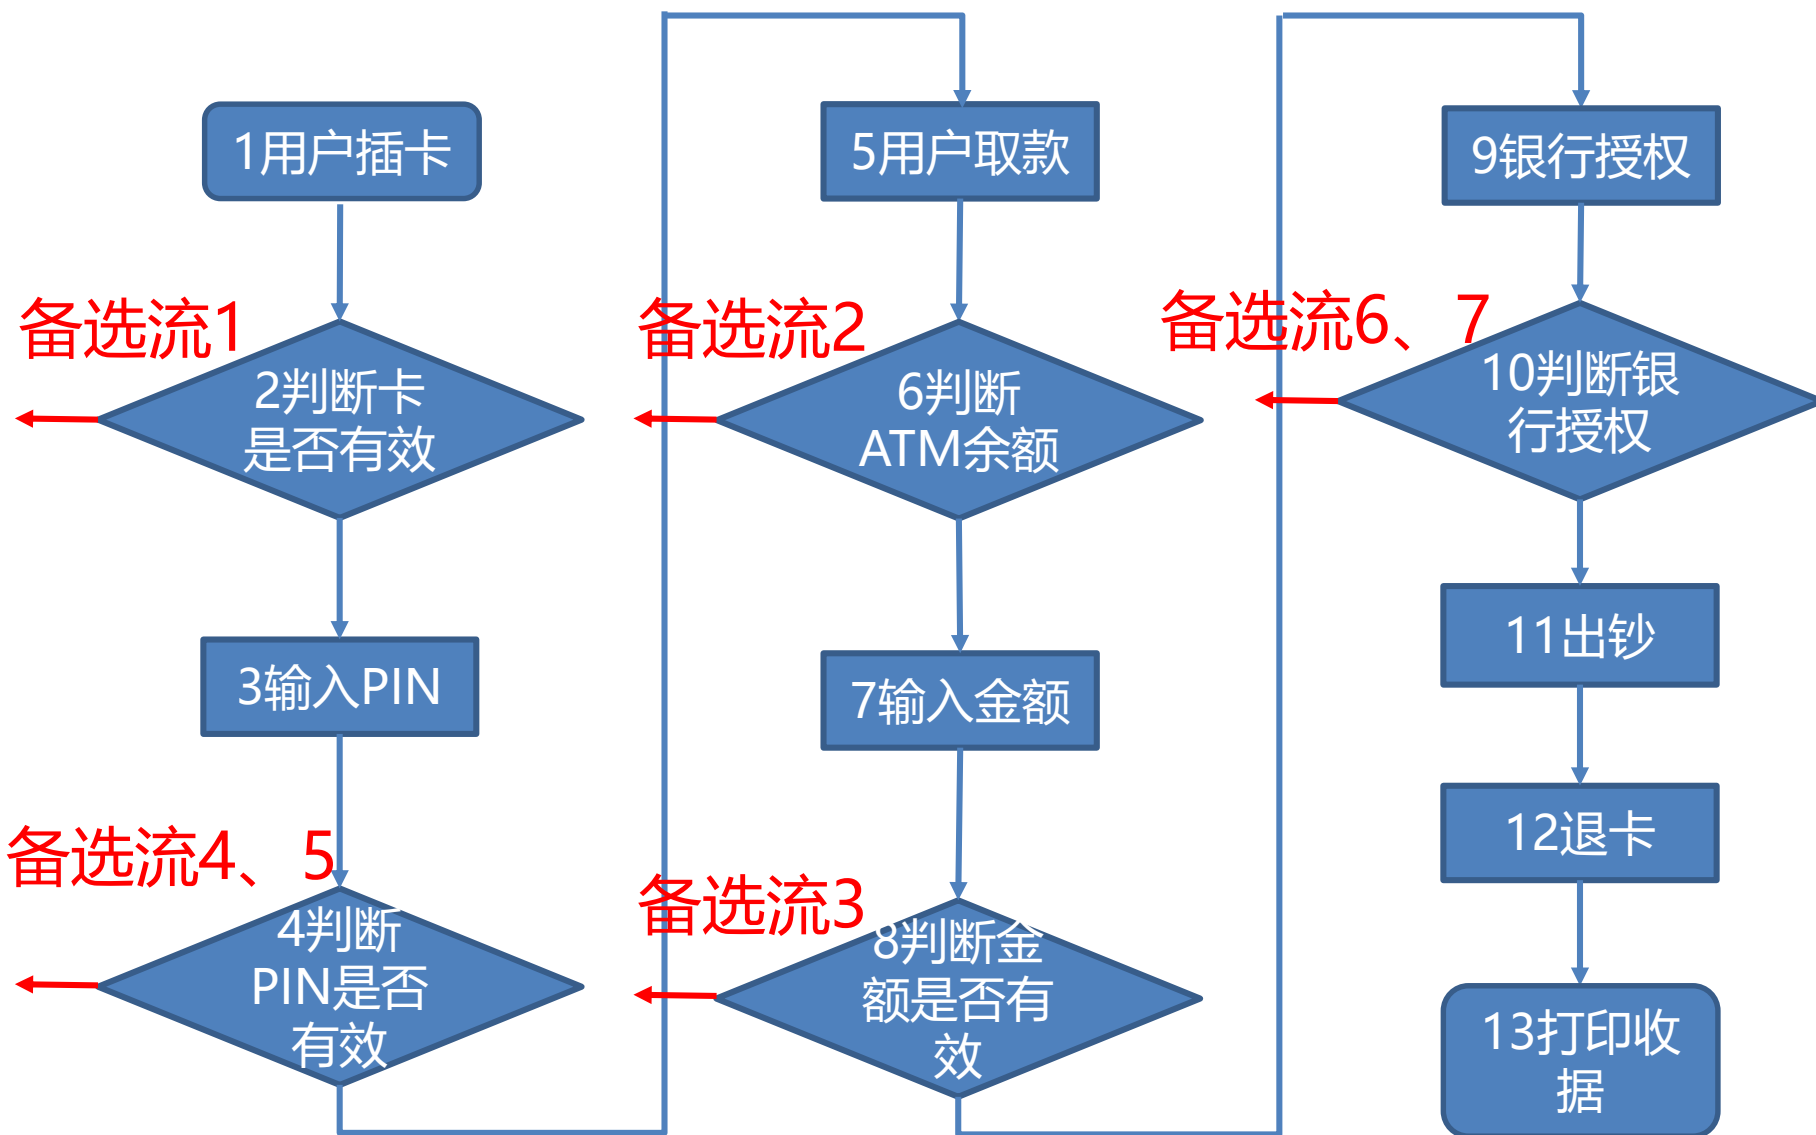 1用户插卡
备选流1
2判断卡
是否有效
3输入PIN
备选流4、5
4判断
PIN是否
有效
5用户取款
备选流2
6判断
ATM余额
7输入金额
备选流3
8判断金
额是否有
效
9银行授权
备选流6、7
10判断银
行授权
11出钞
12退卡
13打印收
据